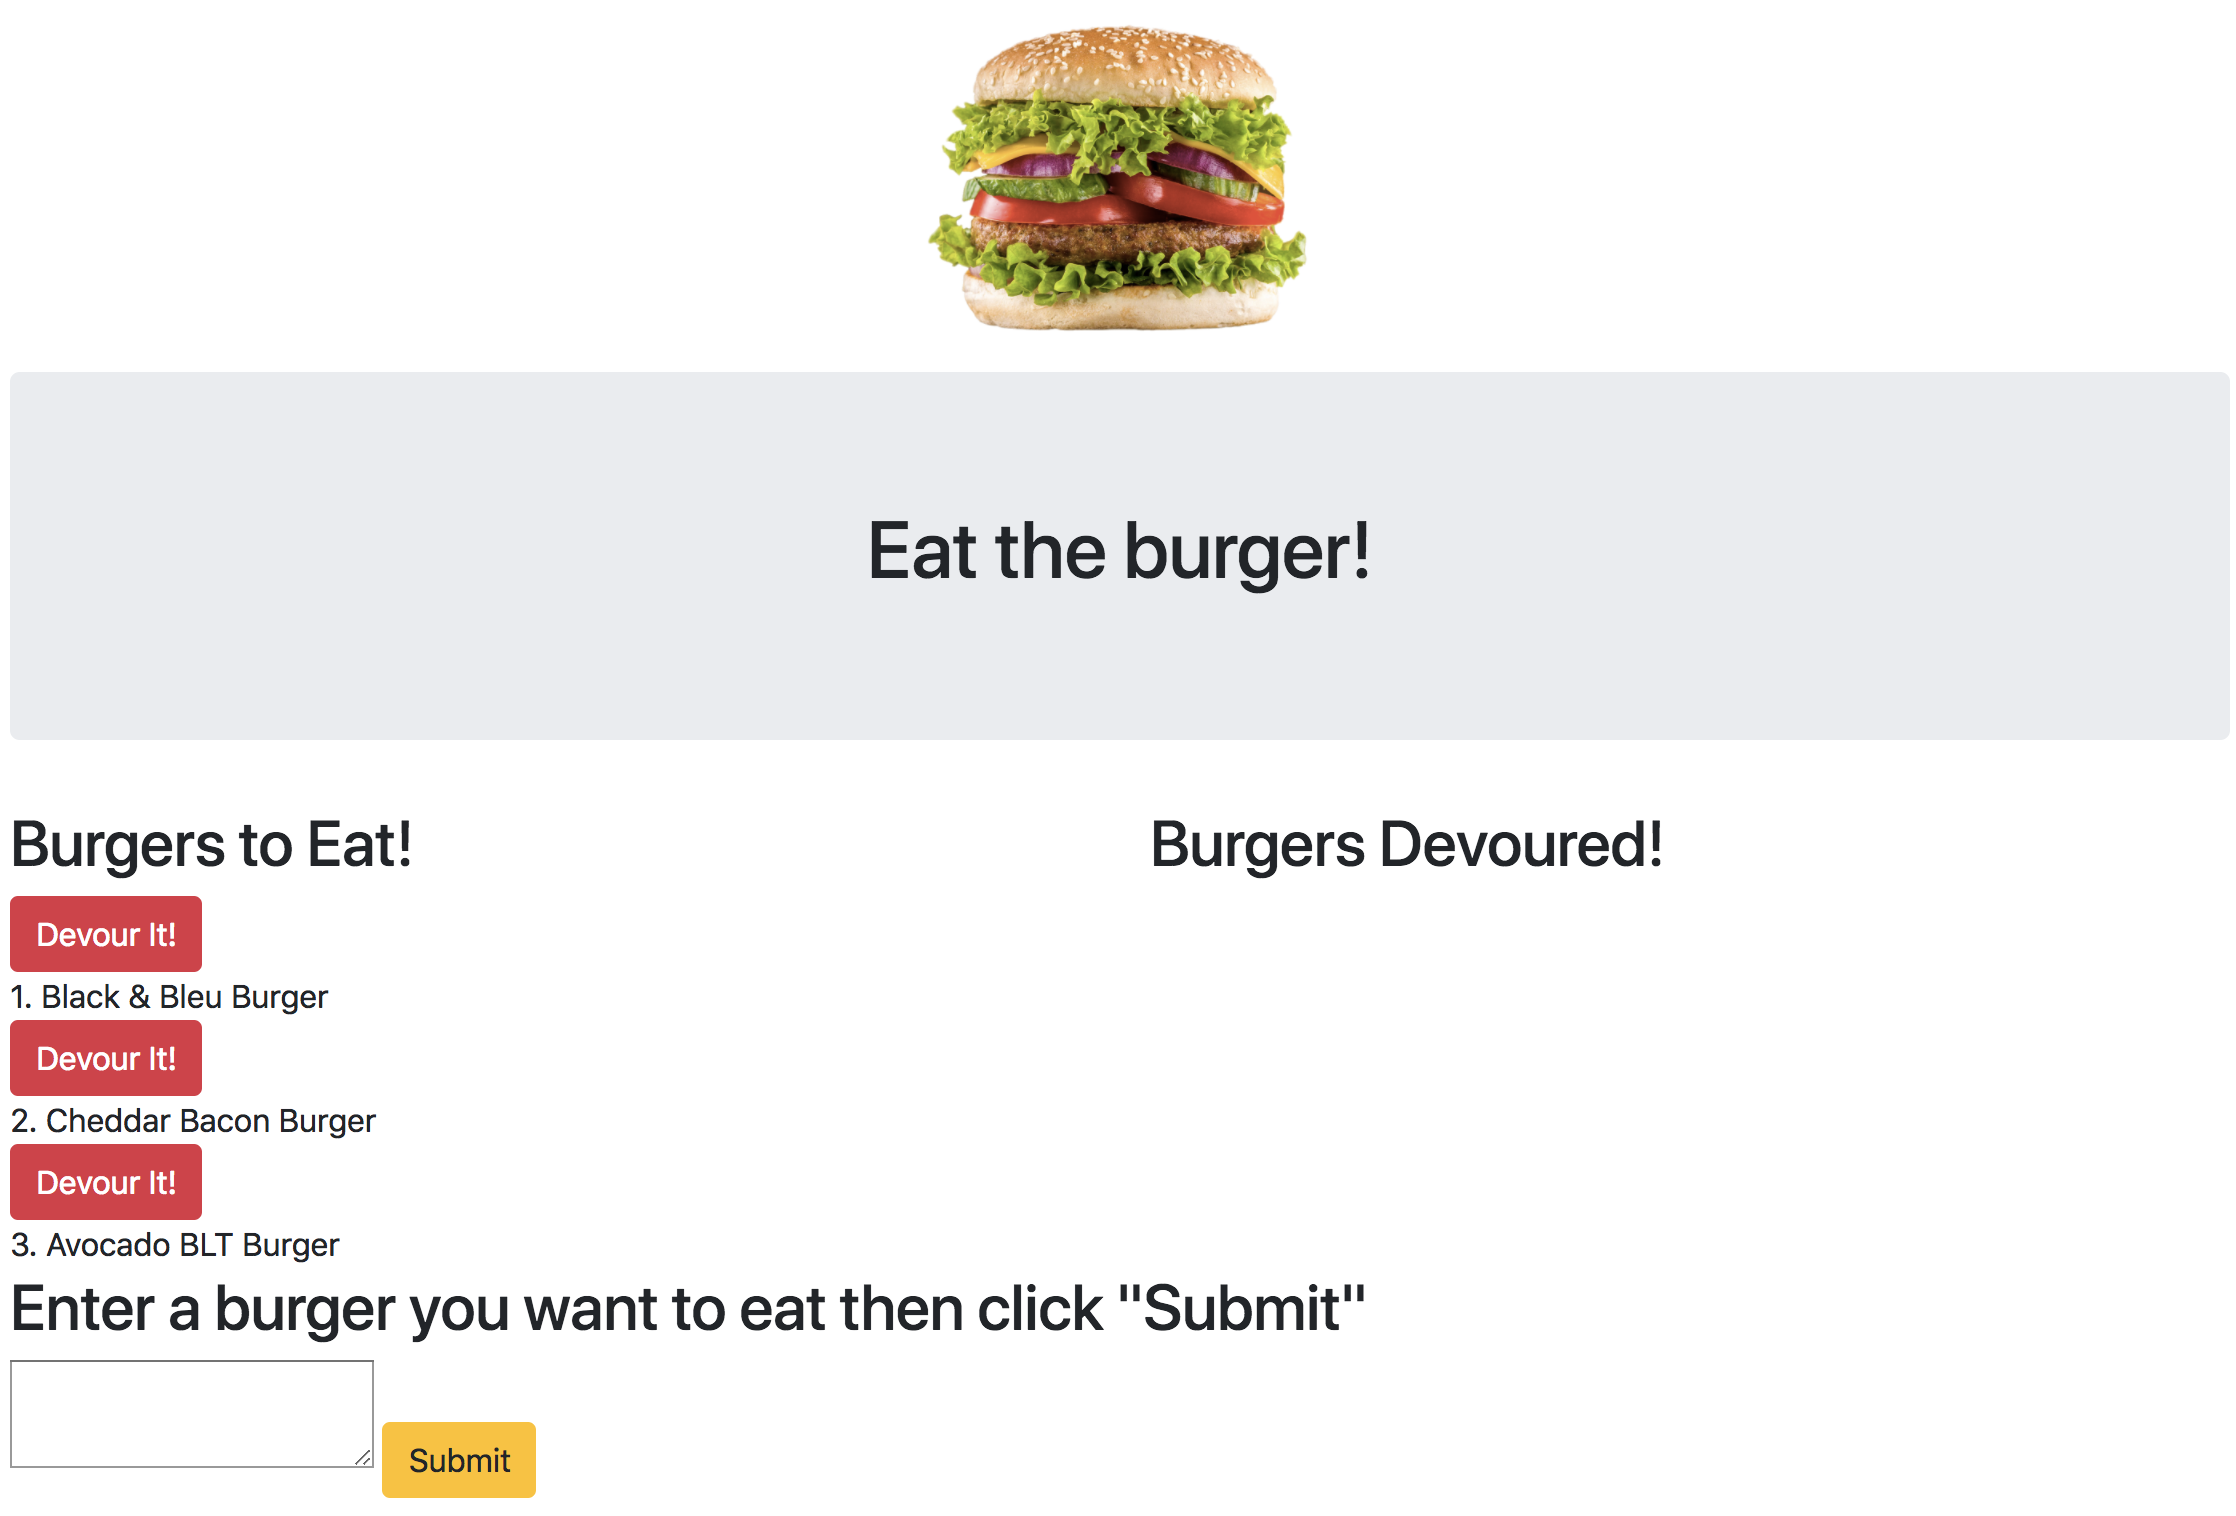 Eat the burger!
Burgers to Eat!
Devour It!
1. Black & Bleu Burger
Devour It!
2. Cheddar Bacon Burger
Devour It!
3. Avocado BLT Burger
Burgers Devoured!
Enter a burger you want to eat then click "Submit"
Submit